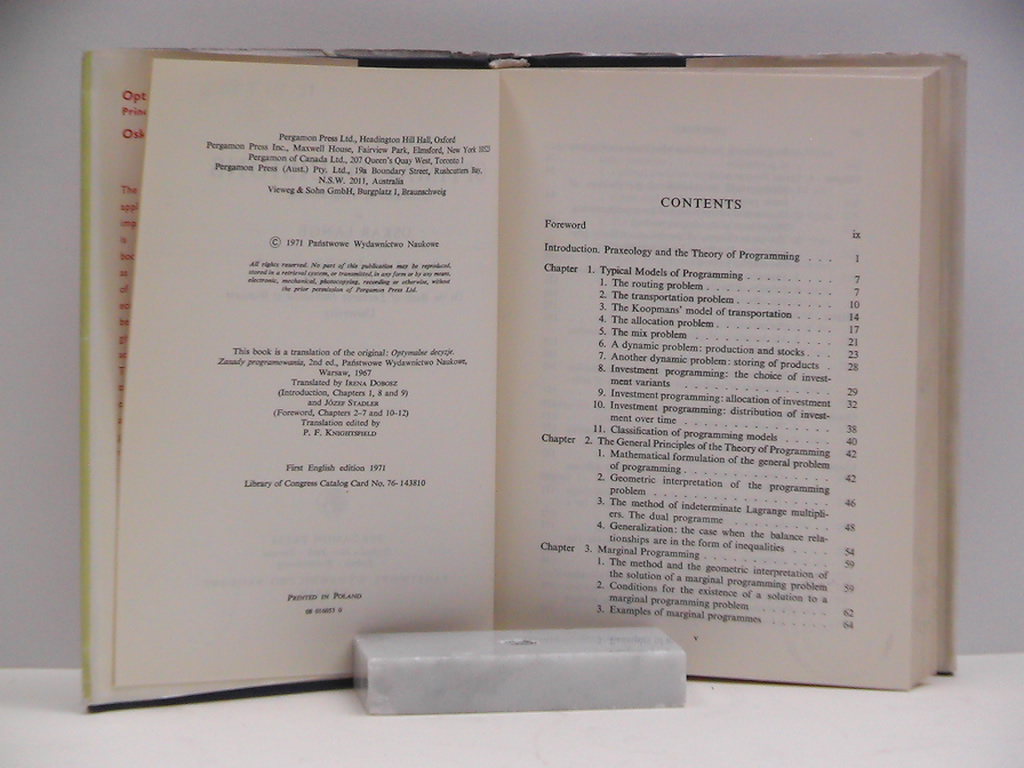 Opt
Prin
Osk
The
appl
imp
is
boo
as
of
be
Pergamon Press Ltd., Headington Hill Hall, Oxford
Pergamon Press Inc., Maxwell House, Fairview Park, Elmsford, New York
Pergamon of Canada Ltd., 207 Queen's Quay West, Toronto 1
Pergamon Press (Aust.) Pty. Ltd., 19a Boundary Street, Rushcutters Bay,
N.S.W. 2011, Australia
Vieweg & Sohn GmbH, Burgplatz 1, Braunschweig
© 1971 Państwowe Wydawnictwo Naukowe
All rights reserved. No part of this publication may be reproduced,
stored in a retrieval system, or transmitted, in any form or by any means,
electronic, mechanical, photocopying, recording or otherwise, without
the prior permission of Pergamon Press Ltd.
This book is a translation of the original: Optymalne decyzje.
Zasady programowania, 2nd ed., Państwowe Wydawnictwo Naukowe,
Warsaw, 1967
Translated by IRENA DOBOSZ
(Introduction, Chapters 1, 8 and 9)
and JÓZEF STADLER
(Foreword, Chapters 2-7 and 10-12)
Translation edited by
P. F. KNIGHTSFIELD
First English edition 1971
Library of Congress Catalog Card No. 76-143810
PRINTED IN POLAND
08 016053 0
CONTENTS
Foreword ix
Introduction. Praxeology and the Theory of Programming . . . 1
Chapter 1. Typical Models of Programming . . . . . . . . 7
1. The routing problem . . . . . . . . . . . . 7
2. The transportation problem . . . . . . . . . 10
3. The Koopmans' model of transportation . . . . 14
4. The allocation problem . . . . . . . . . . . 17
5. The mix problem . . . . . . . . . . . . . 21
6. A dynamic problem: production and stocks . . . 23
7. Another dynamic problem: storing of products . 28
8. Investment programming: the choice of invest-
ment variants . . . . . . . . . . . . . . 29
9. Investment programming: allocation of investment 32
10. Investment programming: distribution of invest-
ment over time . . . . . . . . . . . . . . 38
11. Classification of programming models . . . . . 40
Chapter 2. The General Principles of the Theory of Programming 42
1. Mathematical formulation of the general problem
of programming . . . . . . . . . . . . . . 42
2. Geometric interpretation of the programming
problem . . . . . . . . . . . . . . . . . 46
3. The method of indeterminate Lagrange multipli-
ers. The dual programme . . . . . . . . . . 48
4. Generalization: the case when the balance rela-
tionships are in the form of inequalities . . . . 54
Chapter 3. Marginal Programming . . . . . . . . . . . . 59
1. The method and the geometric interpretation of
the solution of a marginal programming problem 59
2. Conditions for the existence of a solution to a
marginal programming problem . . . . . . . 62
3. Examples of marginal programmes . . . . . . 64
v